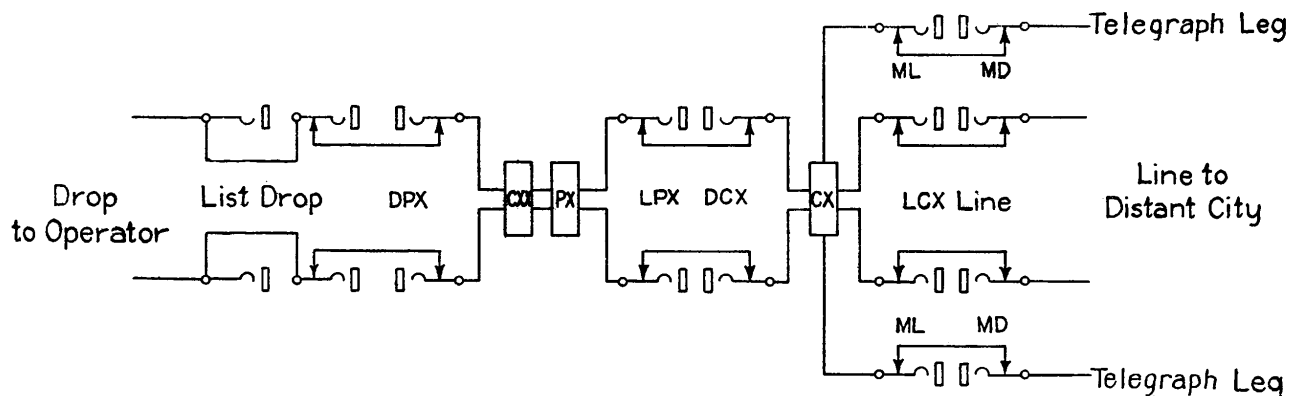 Telegraph Leg
ML MD
Drop
to Operator
List Drop
DPX
CXX
PX
LPX DCX
CX
LCX Line
Line to
Distant City
ML MD
Telegraph Leg